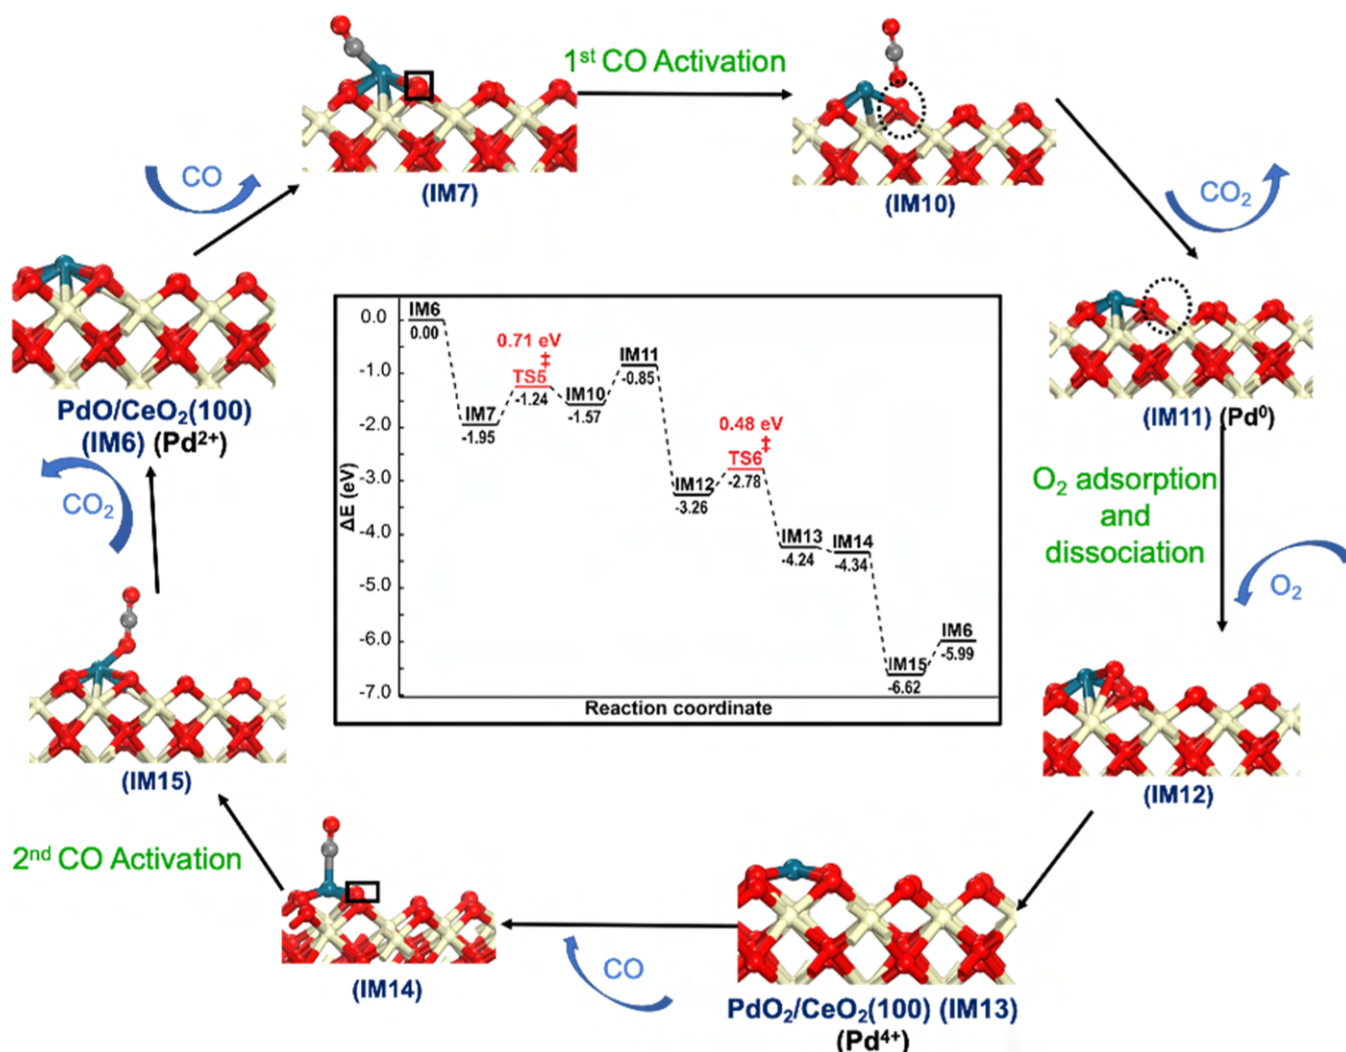 1st CO Activation
(IM7)
(IM10)
CO
CO2
PdO/CeO2(100)
(IM6) (Pd2+)
(IM11) (Pd0)
ΔE (eV)
0.0
-1.0
-2.0
-3.0
-4.0
-5.0
-6.0
-7.0
IM6
0.00
IM7
-1.95
0.71 eV
‡
TS5
-1.24
IM10
-1.57
IM11
-0.85
IM12
-3.26
0.48 eV
‡
TS6
-2.78
IM13
-4.24
IM14
-4.34
IM15
-6.62
IM6
-5.99
Reaction coordinate
O2 adsorption
and
dissociation
O2
CO2
(IM15)
(IM12)
2nd CO Activation
(IM14)
CO
PdO2/CeO2(100) (IM13)
(Pd4+)